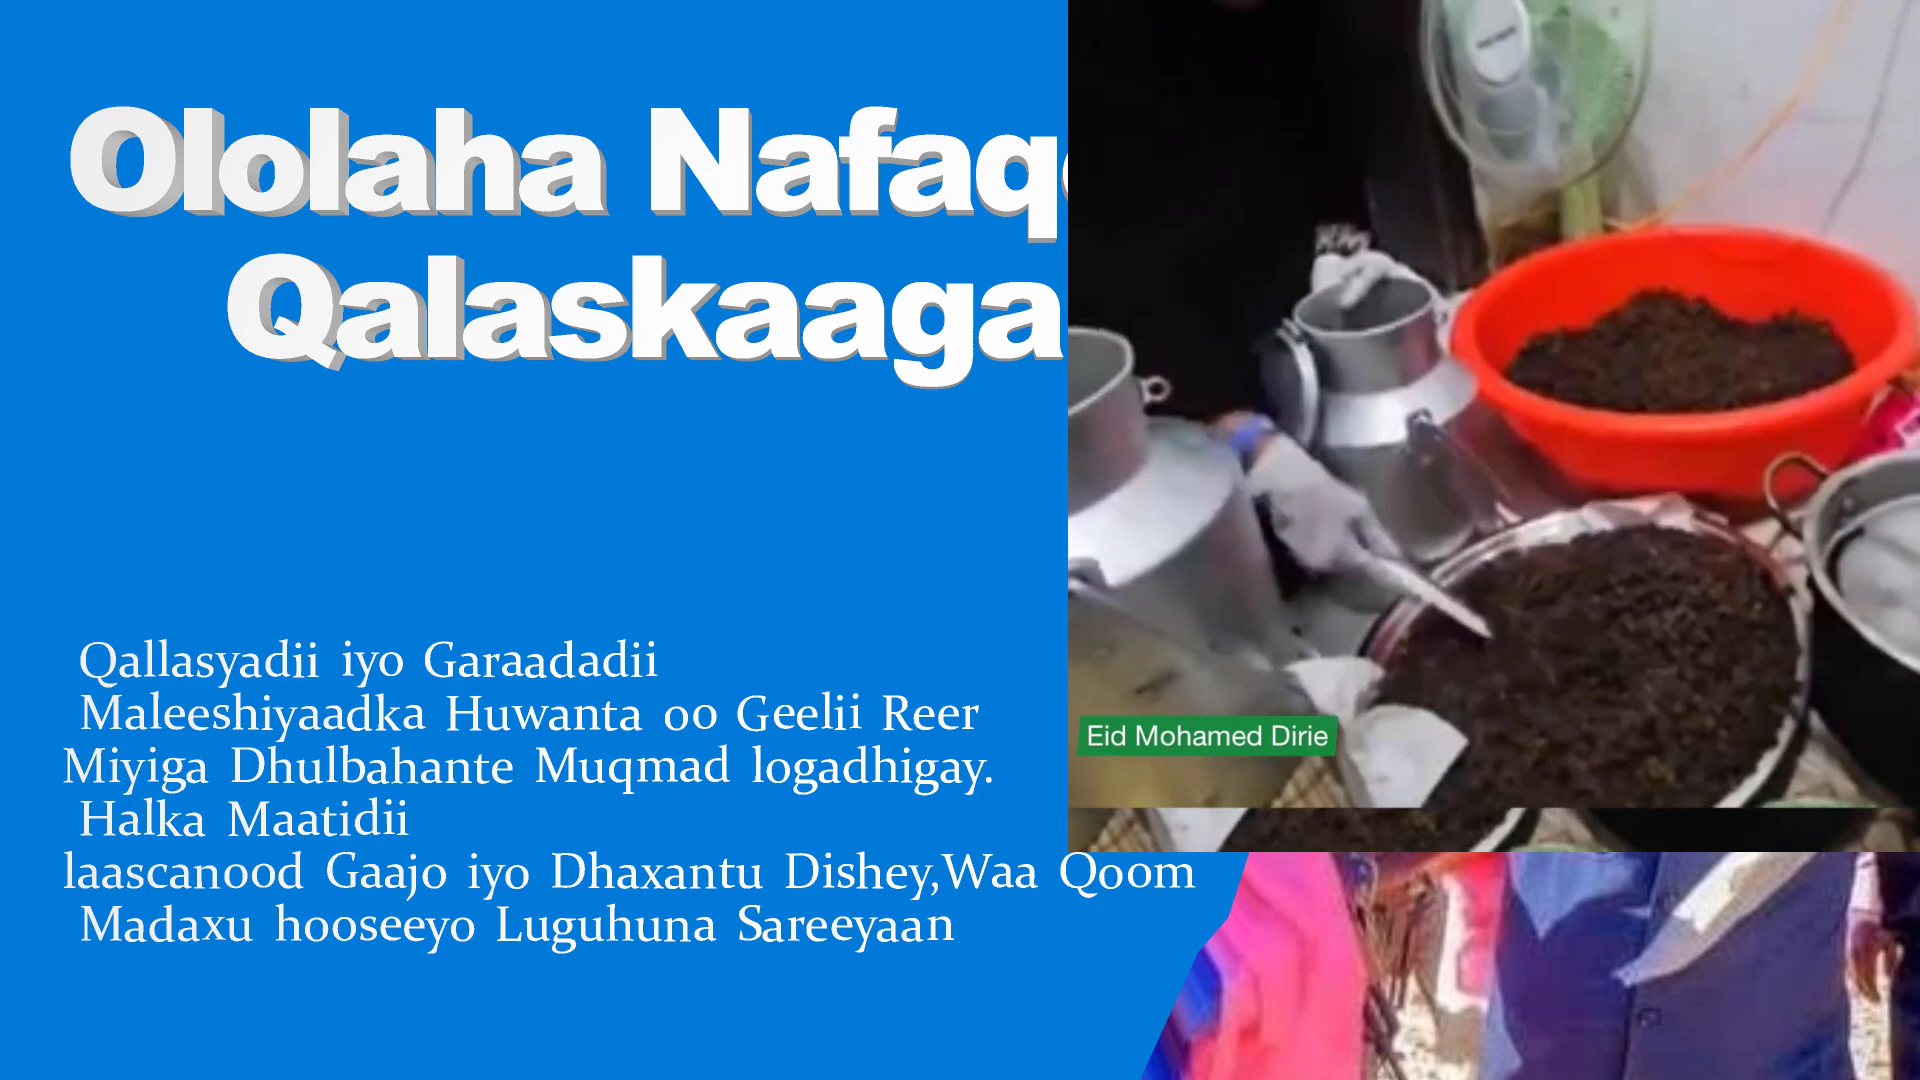 Ololaha Nafaq
Qalaskaaga
Qallasyadii iyo Garaadadii
Maleeshiyaadka Huwanta oo Geelii Reer
Miyiga Dhulbahante Muqmad logadhigay.
Halka Maatidii
laascanood Gaajo iyo Dhaxantu Dishey,Waa Qoom
Madaxu hooseeyo Luguhuna Sareeyaan
Eid Mohamed Dirie